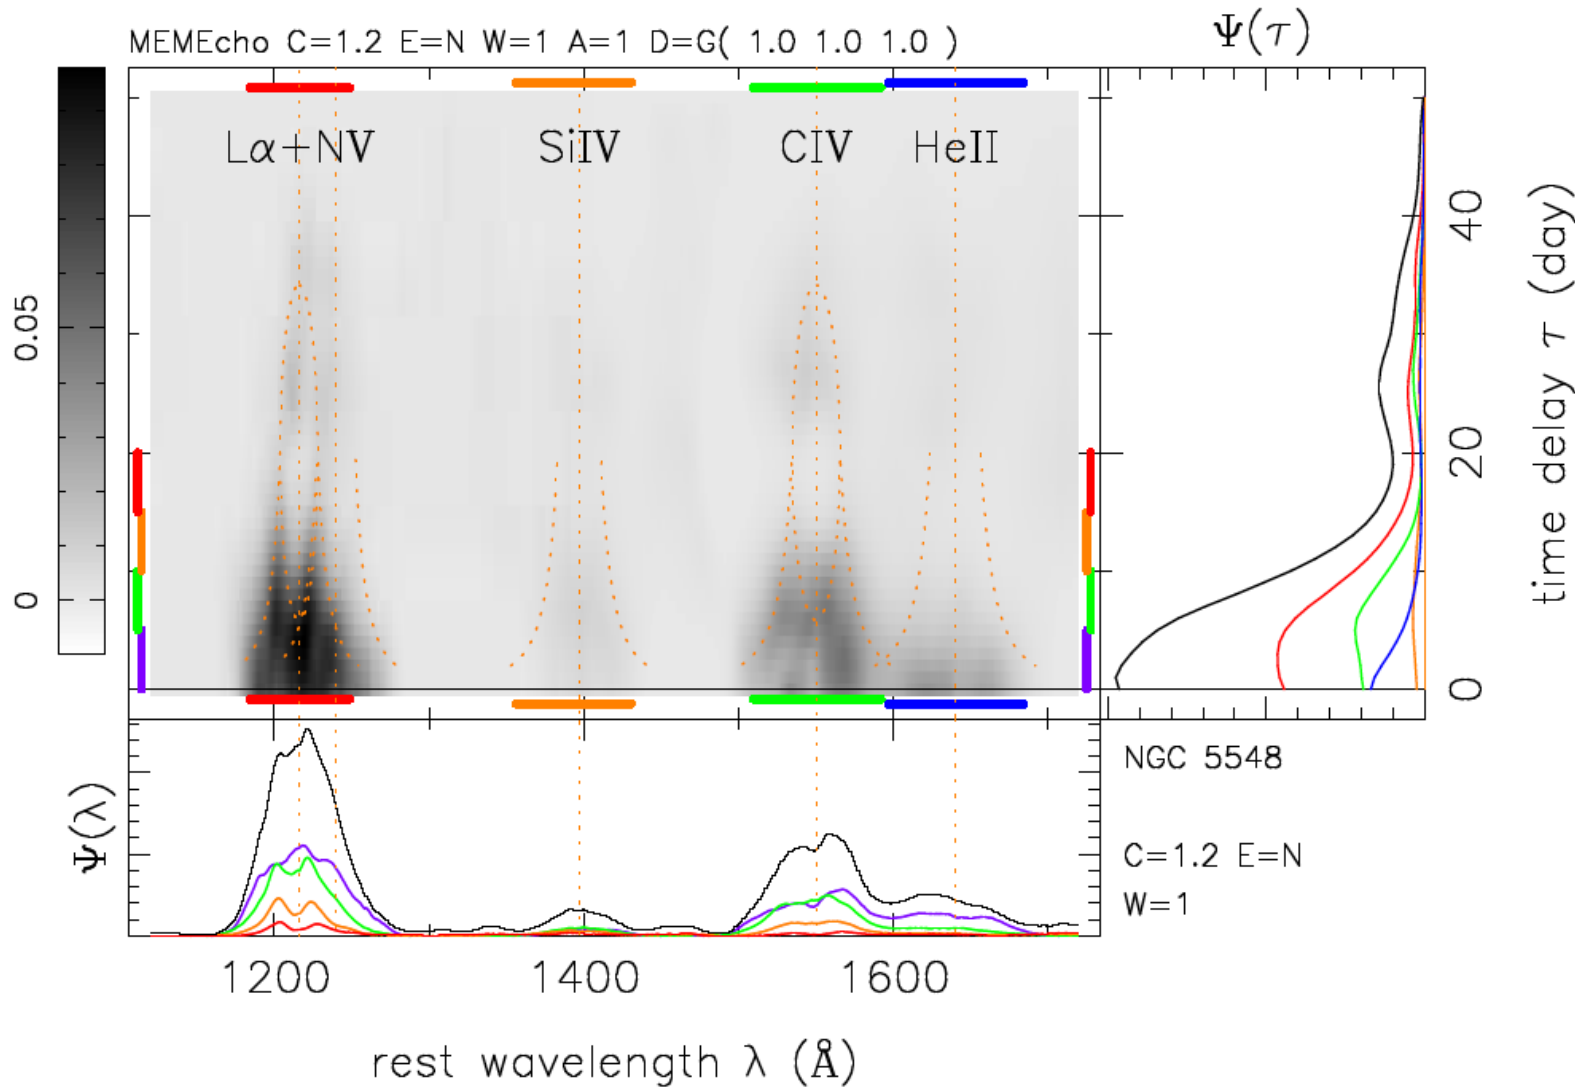 Ψ(τ)
MEMEcho C=1.2 E=N W=1 A=1 D=G( 1.0 1.0 1.0 )
Lα+NV SiIV CIV HeII
0.05
0
40
20
0
time delay τ (day)
Ψ(λ)
NGC 5548
C=1.2 E=N
W=1
1200 1400 1600
rest wavelength λ (Å)